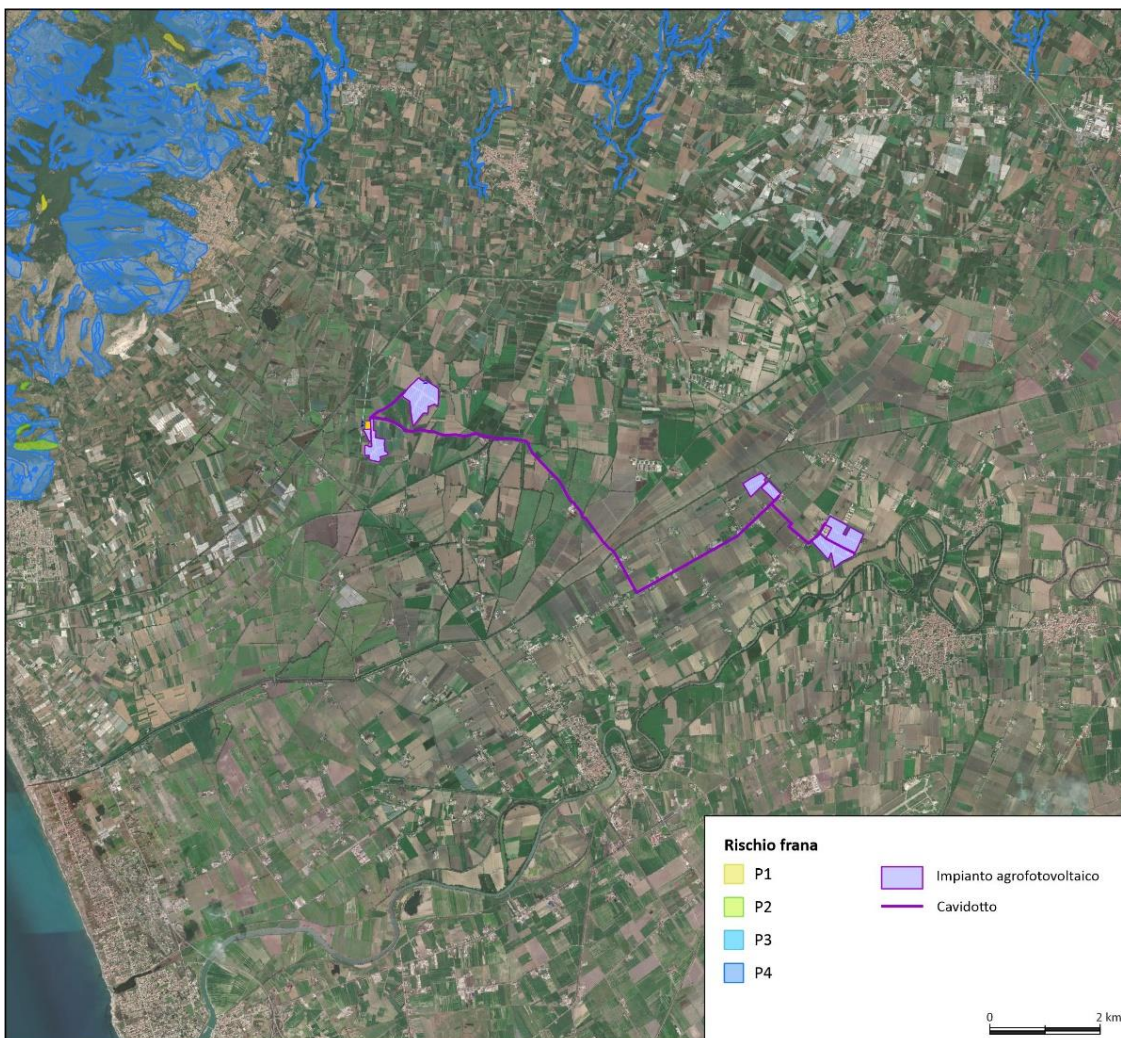 Rischio frana
P1
P2
P3
P4
Impianto agrofotovoltaico
Cavidotto
0 2 km